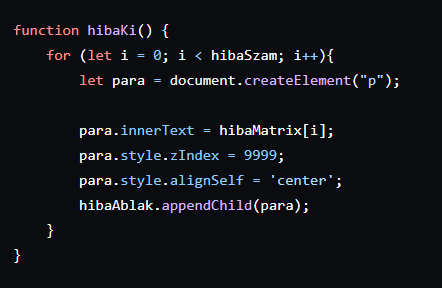 function hibaKi() {
    for (let i = 0; i < hibaSzam; i++){
        let para = document.createElement("p");

        para.innerText = hibaMatrix[i];
        para.style.zIndex = 9999;
        para.style.alignSelf = 'center';
        hibaAblak.appendChild(para);
    }
}